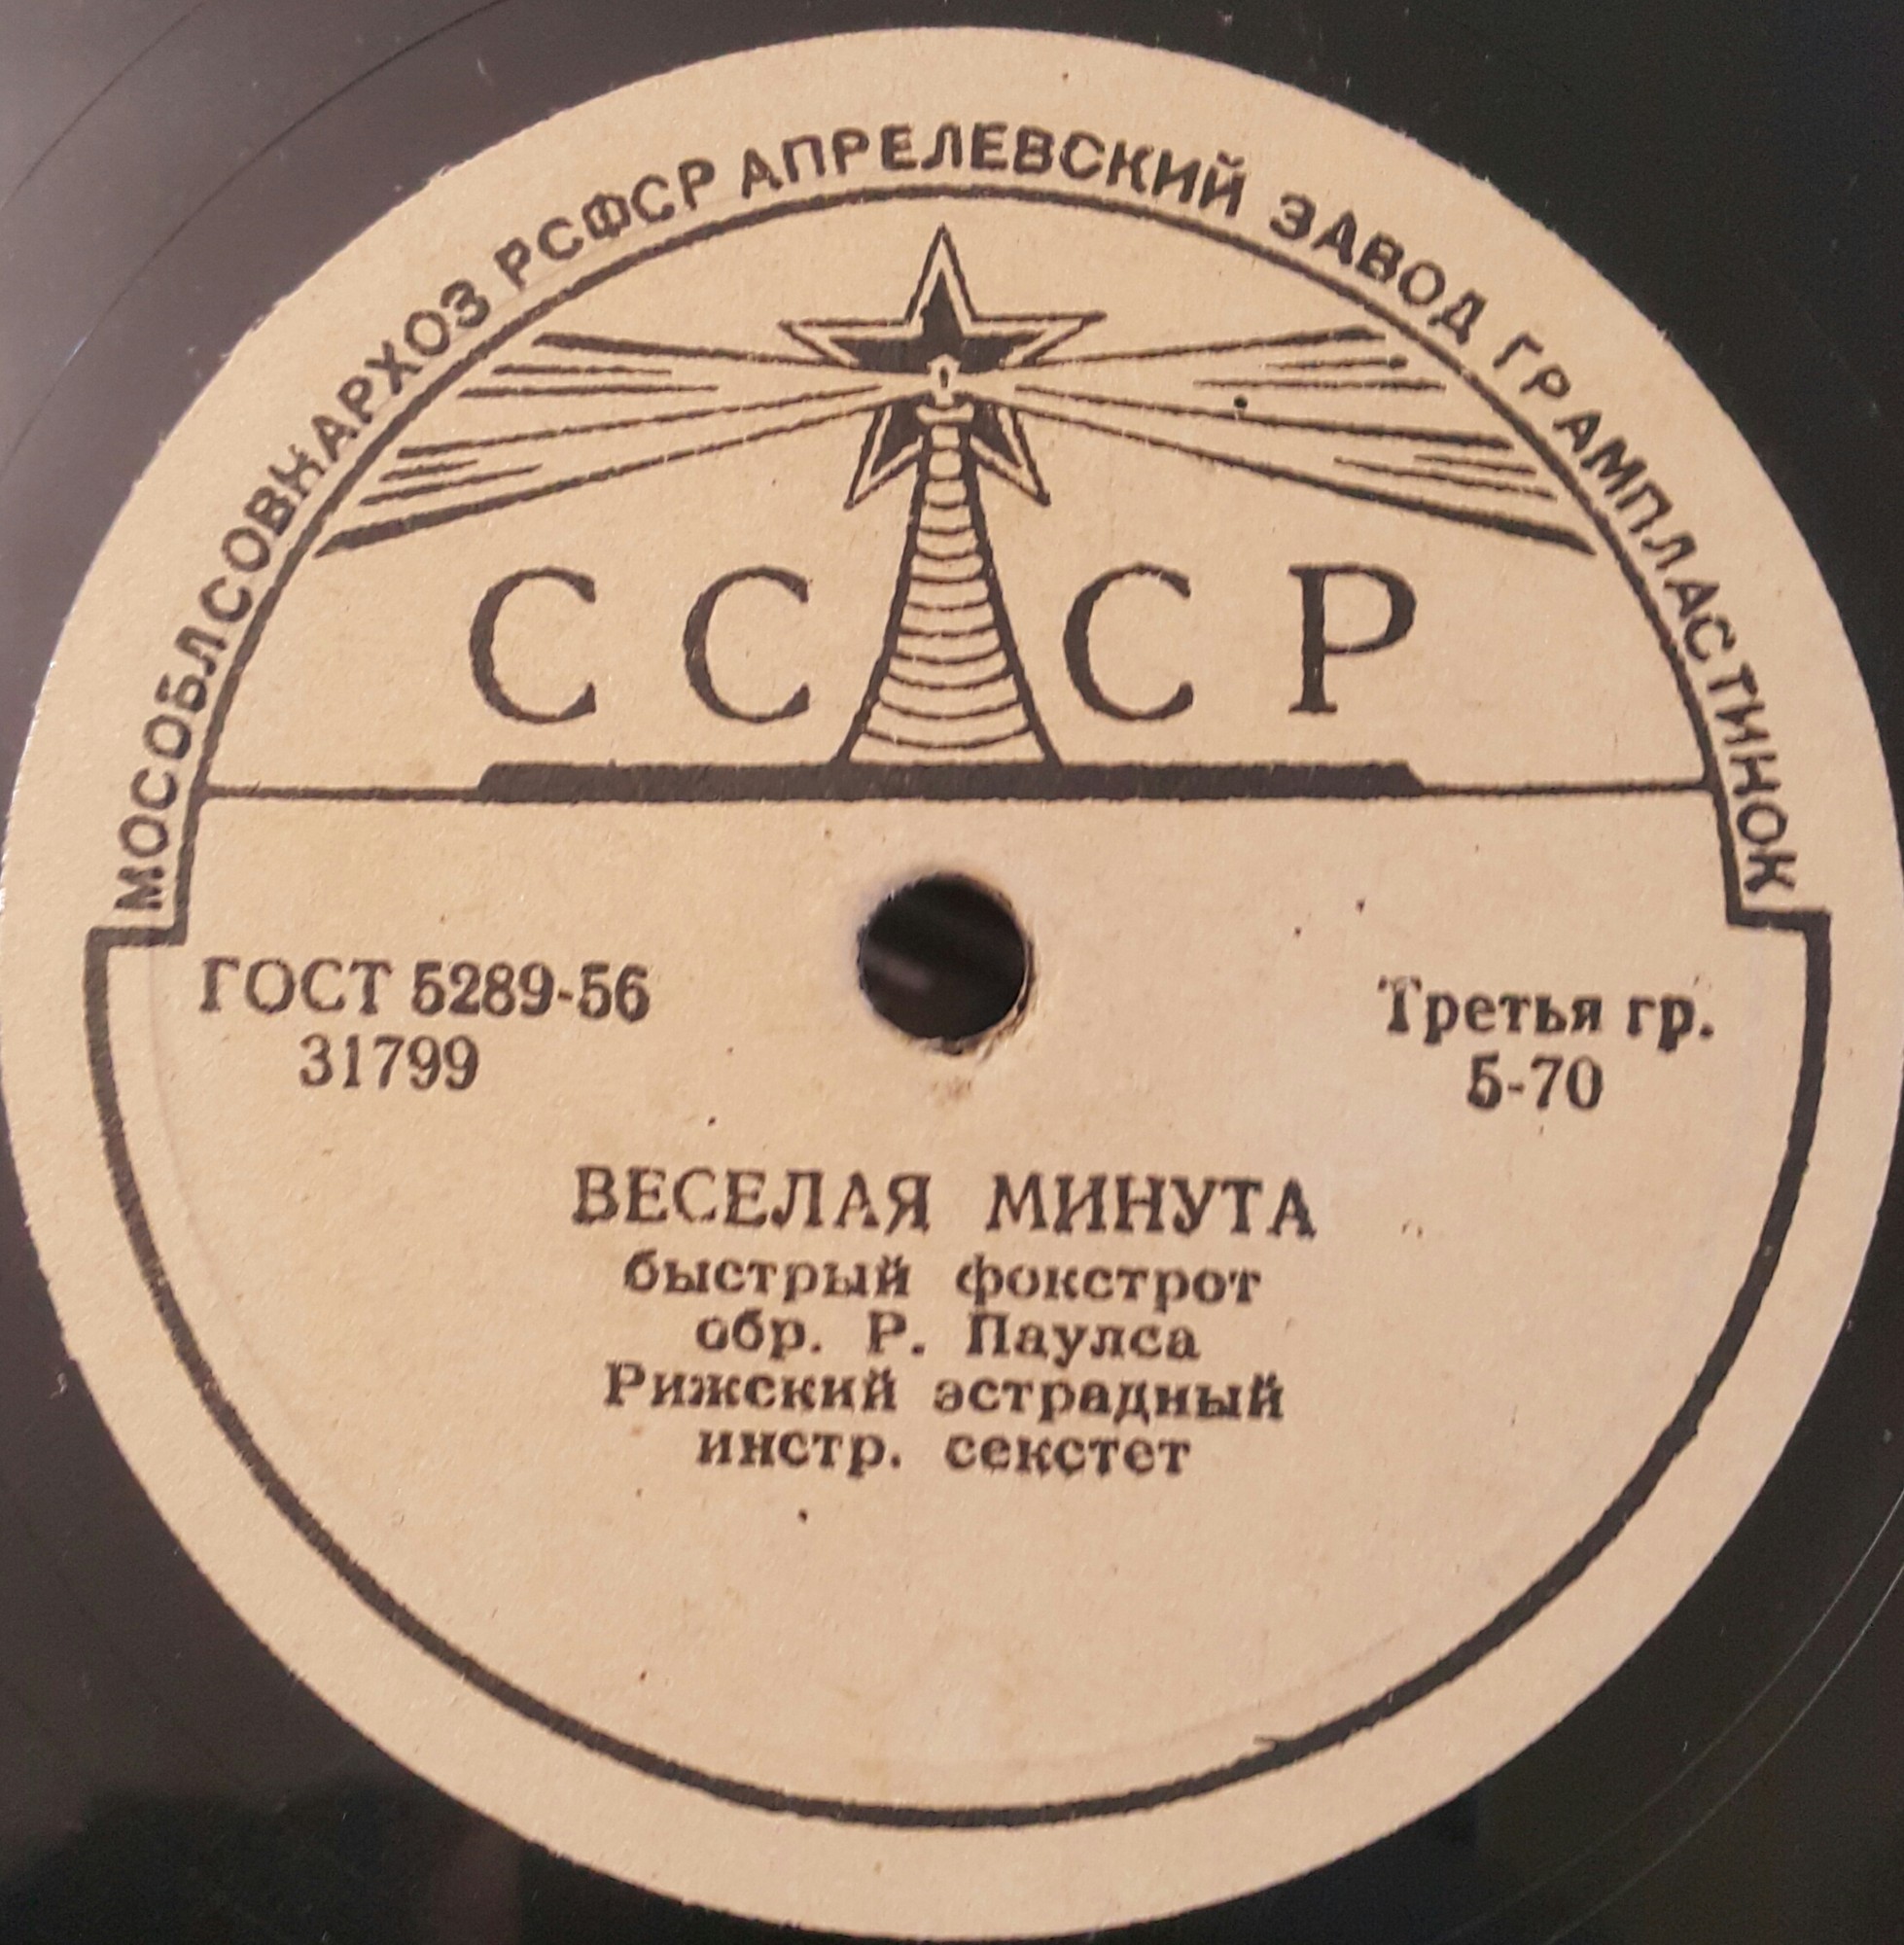 МОСОБЛСОВНАРХОЗ РСФСР АПРЕЛЕВСКИЙ ЗАВОД ГРАМПЛАСТИНОК
СССР
ГОСТ 5289-56
31799
Третья гр.
5-70
ВЕСЕЛАЯ МИНУТА
быстрый фокстрот
обр. Р. Паулса
Рижский эстрадный
инстр. секстет